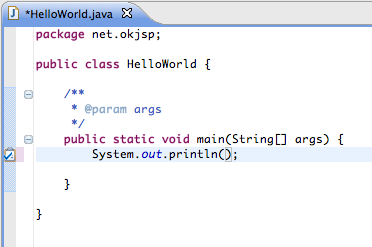 *HelloWorld.java
package net.okjsp;
public class HelloWorld {
/**
* @param args
*/
public static void main(String[] args) {
System.out.println();
}
}